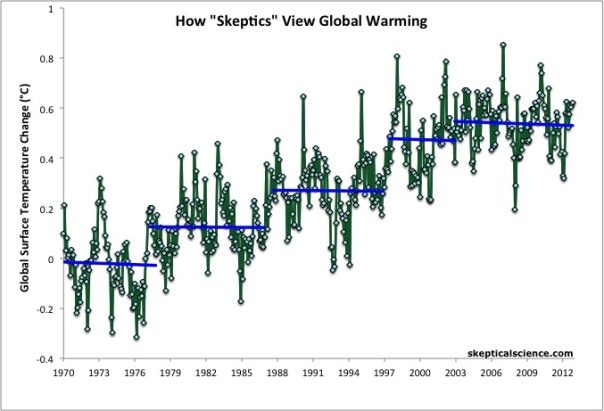 How "Skeptics" View Global Warming
Global Surface Temperature Change (°C)
1
0.8
0.6
0.4
0.2
0
-0.2
-0.4
1970 1973 1976 1979 1982 1985 1988 1991 1994 1997 2000 2003 2006 2009 2012
skepticalscience.com